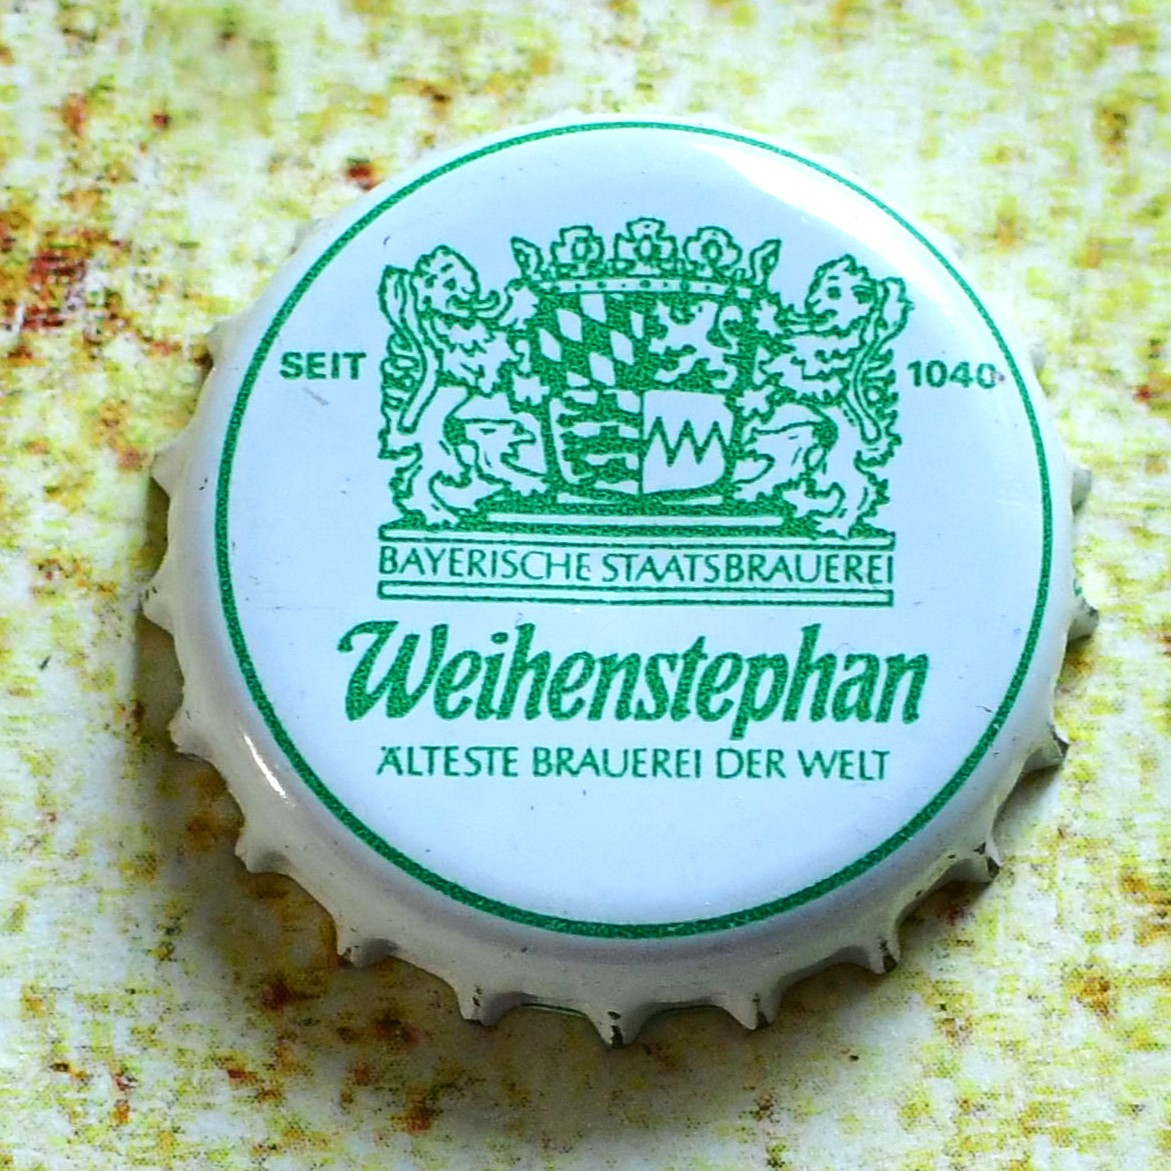 SEIT 1040
BAYERISCHE STAATSBRAUEREI
Weihenstephan
ÄLTESTE BRAUEREI DER WELT